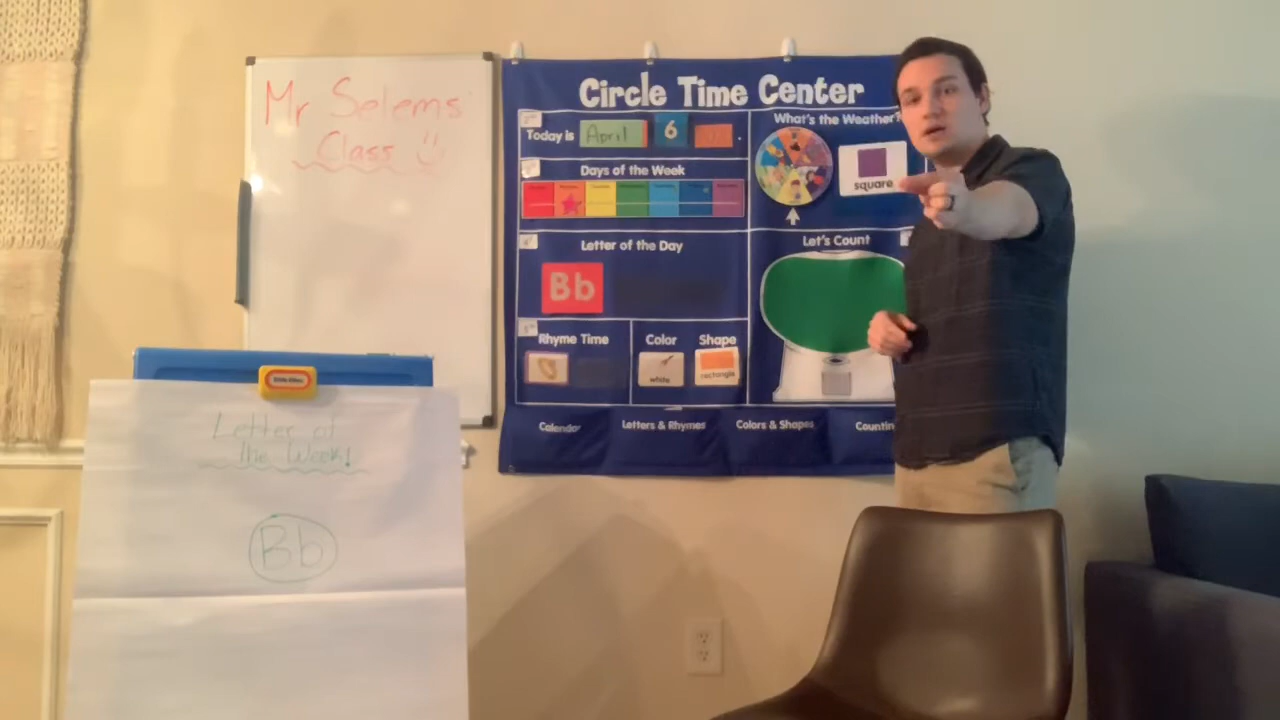 Mr Selems'
Class
Circle Time Center
Today is April 6
What's the Weather?
square
Days of the Week
Letter of the Day
Bb
Let's Count
Rhyme Time
Color
white
Shape
rectangle
Calendar
Letters & Rhymes
Colors & Shapes
Countin
Letter of
the Week!
Bb